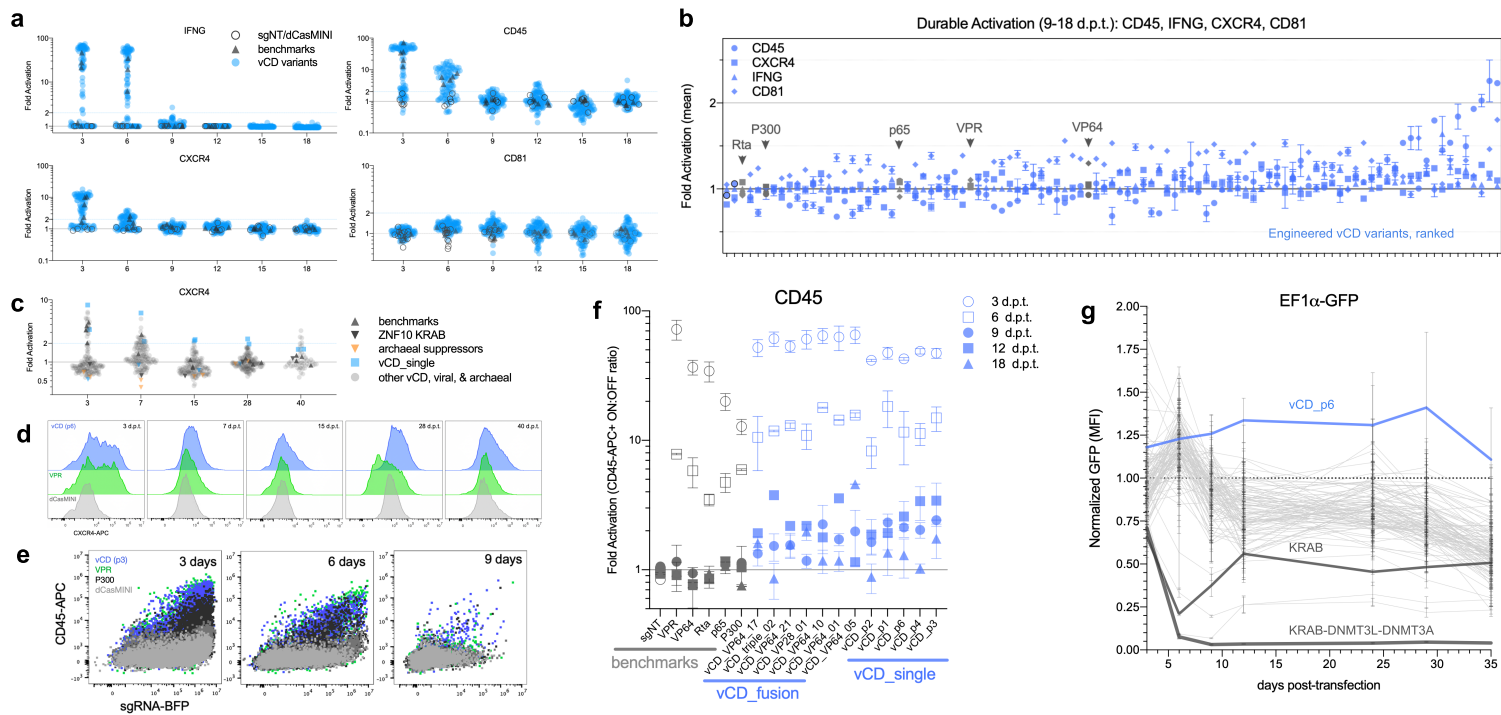 a
IFNG
sgNT/dCasMINI
benchmarks
vCD variants
Fold Activation
100
10
2
1
3 6 9 12 15 18
CD45
Fold Activation
100
10
2
1
0.1
3 6 9 12 15 18
CXCR4
Fold Activation
100
10
2
1
0.1
3 6 9 12 15 18
CD81
Fold Activation
100
10
2
1
0.1
3 6 9 12 15 18
b
Durable Activation (9-18 d.p.t.): CD45, IFNG, CXCR4, CD81
CD45
CXCR4
IFNG
CD81
Fold Activation (mean)
2
1
Rta
P300
p65
VPR
VP64
Engineered vCD variants, ranked
c
CXCR4
Fold Activation
10
5
2
1
0.5
3 7 15 28 40
benchmarks
ZNF10 KRAB
archaeal suppressors
vCD_single
other vCD, viral, & archaeal
d
vCD (p6)
VPR
dCasMINI
3 d.p.t.
7 d.p.t.
15 d.p.t.
28 d.p.t.
40 d.p.t.
CXCR4-APC
e
vCD (p3)
VPR
P300
dCasMINI
3 days
6 days
9 days
CD45-APC
sgRNA-BFP
f
CD45
3 d.p.t.
6 d.p.t.
9 d.p.t.
12 d.p.t.
18 d.p.t.
Fold Activation (CD45-APC+ ON:OFF ratio)
100
10
1
sgNT
VPR
VP64
Rta
p65
P300
vCD_VP64_17
vCD_triple_02
vCD_VP64_21
vCD_VP28_01
vCD_VP64_10
vCD_VP64_01
vCD_VP64_05
vCD_p2
vCD_p1
vCD_p6
vCD_p4
vCD_p3
benchmarks
vCD_fusion
vCD_single
g
EF1α-GFP
Normalized GFP (MFI)
2.00
1.75
1.50
1.25
1.00
0.75
0.50
0.25
0.00
vCD_p6
KRAB
KRAB-DNMT3L-DNMT3A
5 10 15 20 25 30 35
days post-transfection